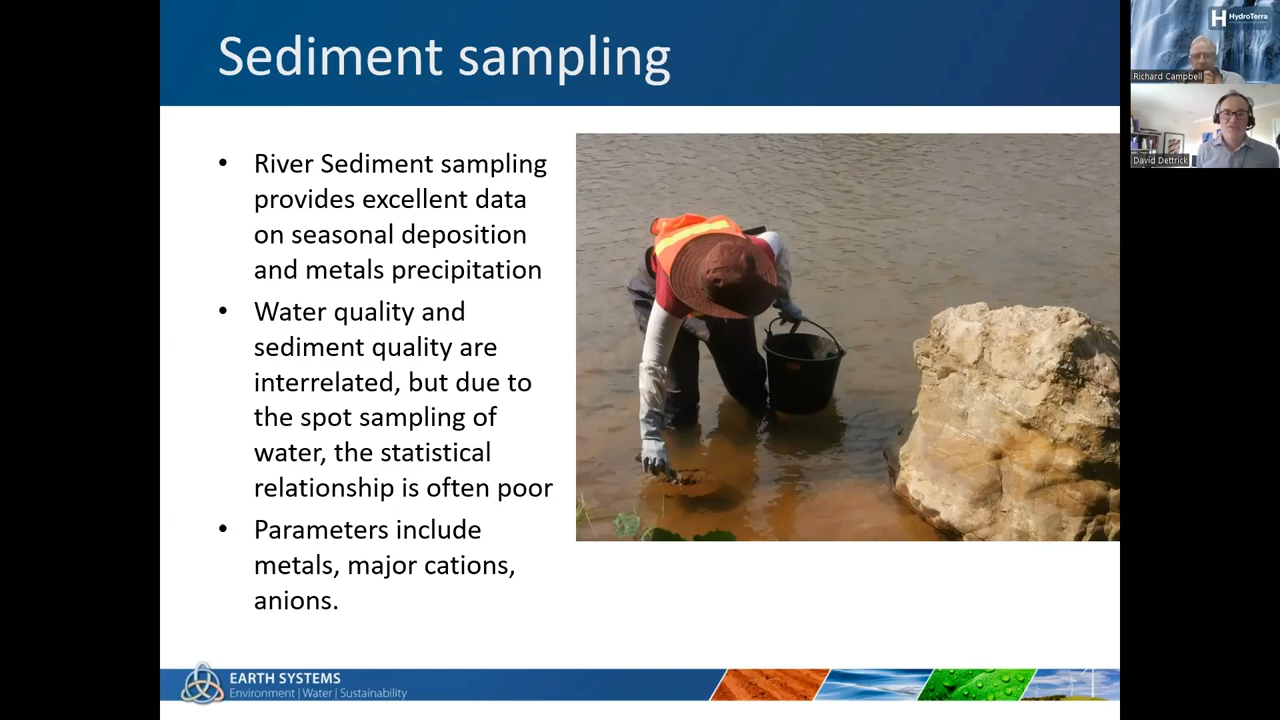 Sediment sampling
• River Sediment sampling
provides excellent data
on seasonal deposition
and metals precipitation
• Water quality and
sediment quality are
interrelated, but due to
the spot sampling of
water, the statistical
relationship is often poor
• Parameters include
metals, major cations,
anions.
EARTH SYSTEMS
Environment | Water | Sustainability
HydroTerra
Richard Campbell
David Dettrick